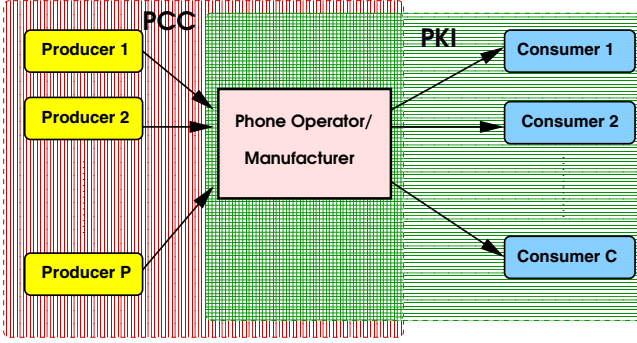 PCC
PKI
Producer 1
Consumer 1
Producer 2
Phone Operator/
Manufacturer
Consumer 2
Producer P
Consumer C